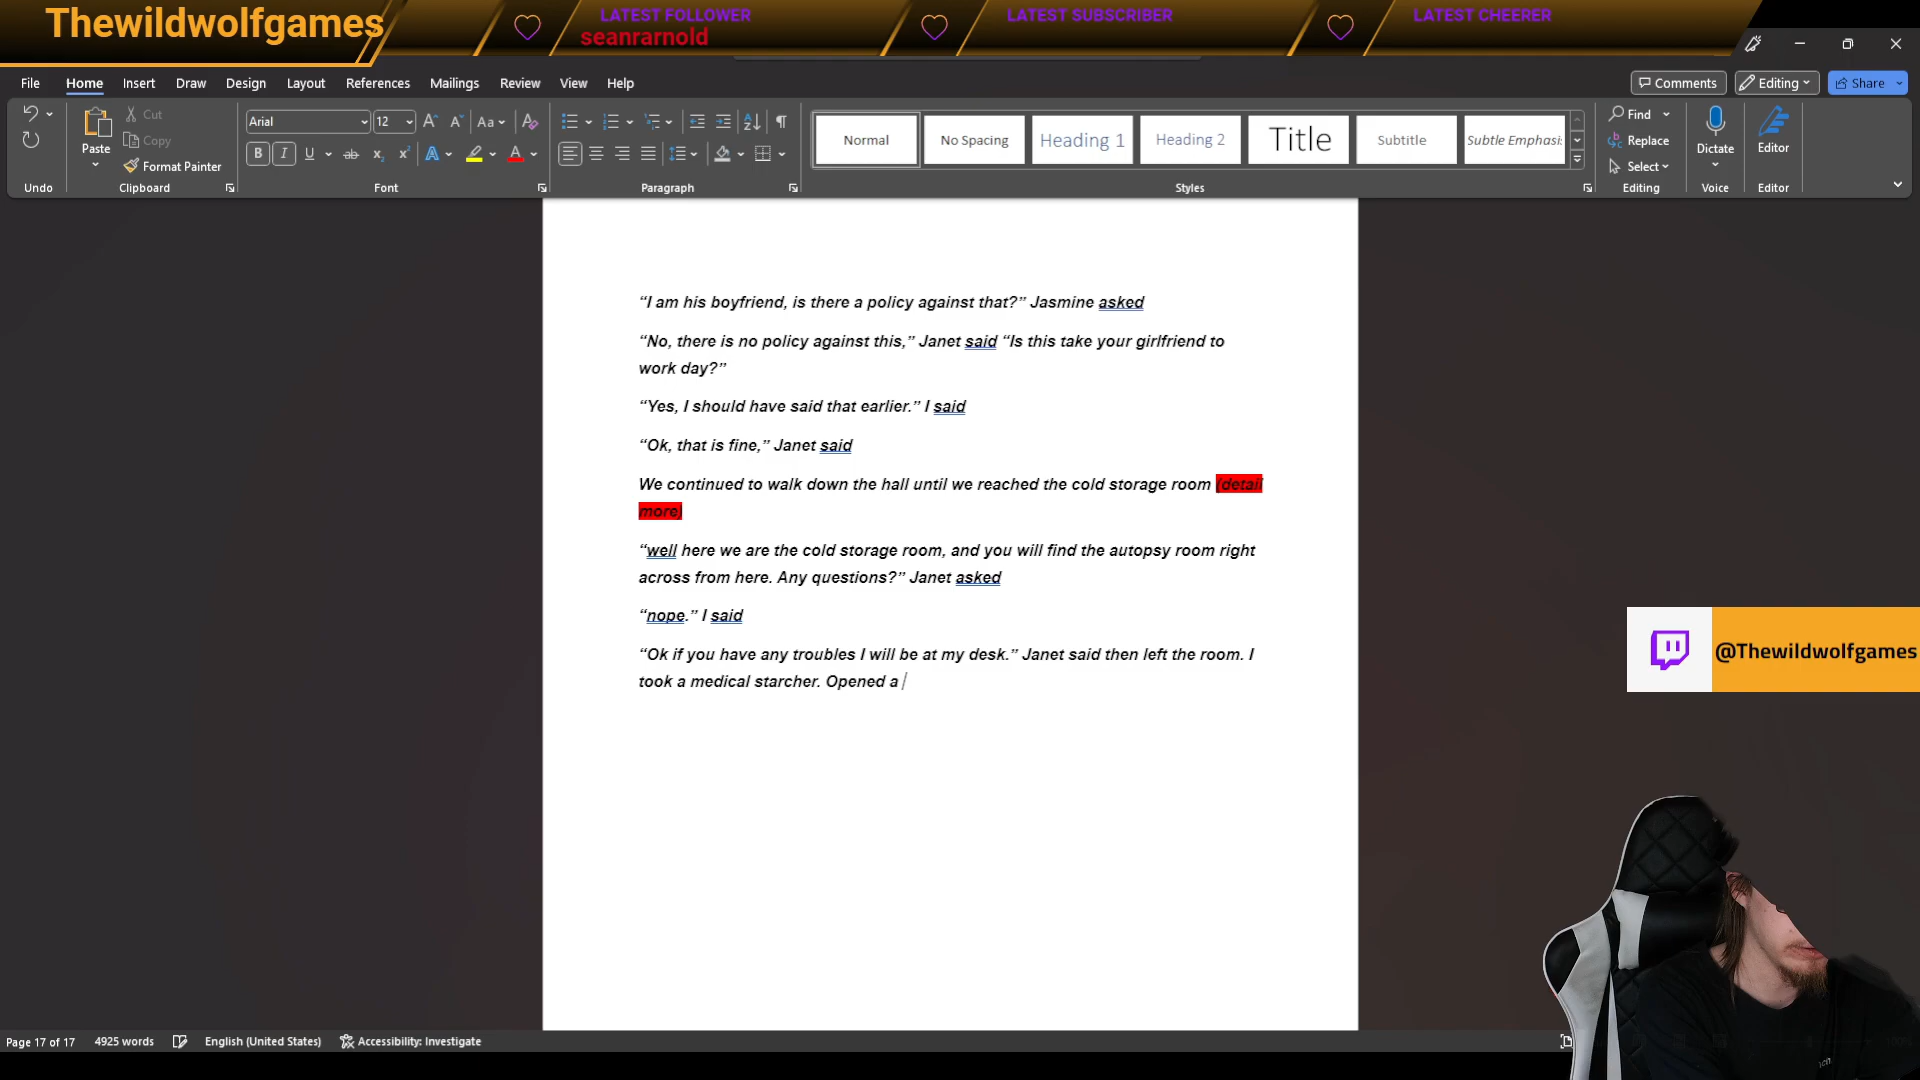 Thewildwolfgames
LATEST FOLLOWER
seanrarnold
LATEST SUBSCRIBER
LATEST CHEERER
File Home Insert Draw Design Layout References Mailings Review View Help
Comments Editing Share
Cut
Copy
Format Painter
Paste
Arial 12
Normal
No Spacing
Heading 1
Heading 2
Title
Subtitle
Subtle Emphasis
Find
Replace
Select
Dictate
Editor
Undo Clipboard Font Paragraph Styles Editing Voice Editor
“I am his boyfriend, is there a policy against that?” Jasmine asked
“No, there is no policy against this,” Janet said “Is this take your girlfriend to
work day?”
“Yes, I should have said that earlier.” I said
“Ok, that is fine,” Janet said
We continued to walk down the hall until we reached the cold storage room (detail
more)
“well here we are the cold storage room, and you will find the autopsy room right
across from here. Any questions?” Janet asked
“nope.” I said
“Ok if you have any troubles I will be at my desk.” Janet said then left the room. I
took a medical starcher. Opened a
@Thewildwolfgames
Page 17 of 17 4925 words English (United States) Accessibility: Investigate